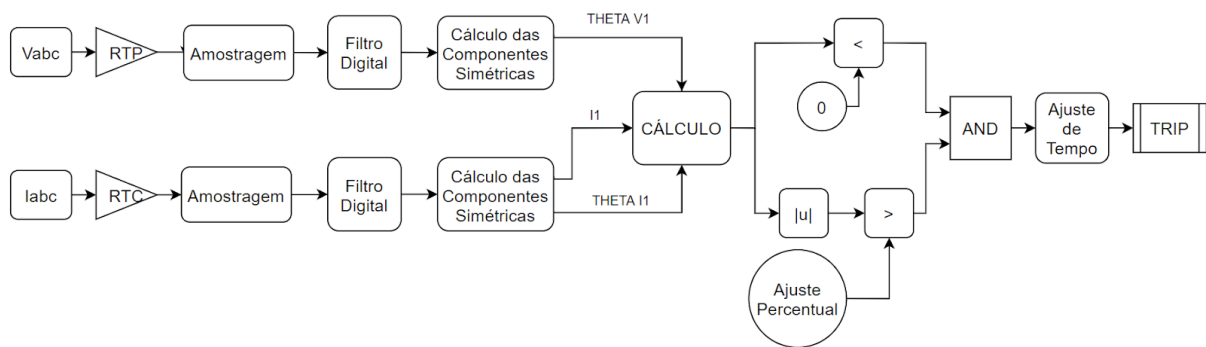 THETA V1
Vabc
RTP
Amostragem
Filtro
Digital
Cálculo das
Componentes
Simétricas
<
0
I1
CÁLCULO
AND
Ajuste
de
Tempo
TRIP
Iabc
RTC
Amostragem
Filtro
Digital
Cálculo das
Componentes
Simétricas
THETA I1
|u|
>
Ajuste
Percentual